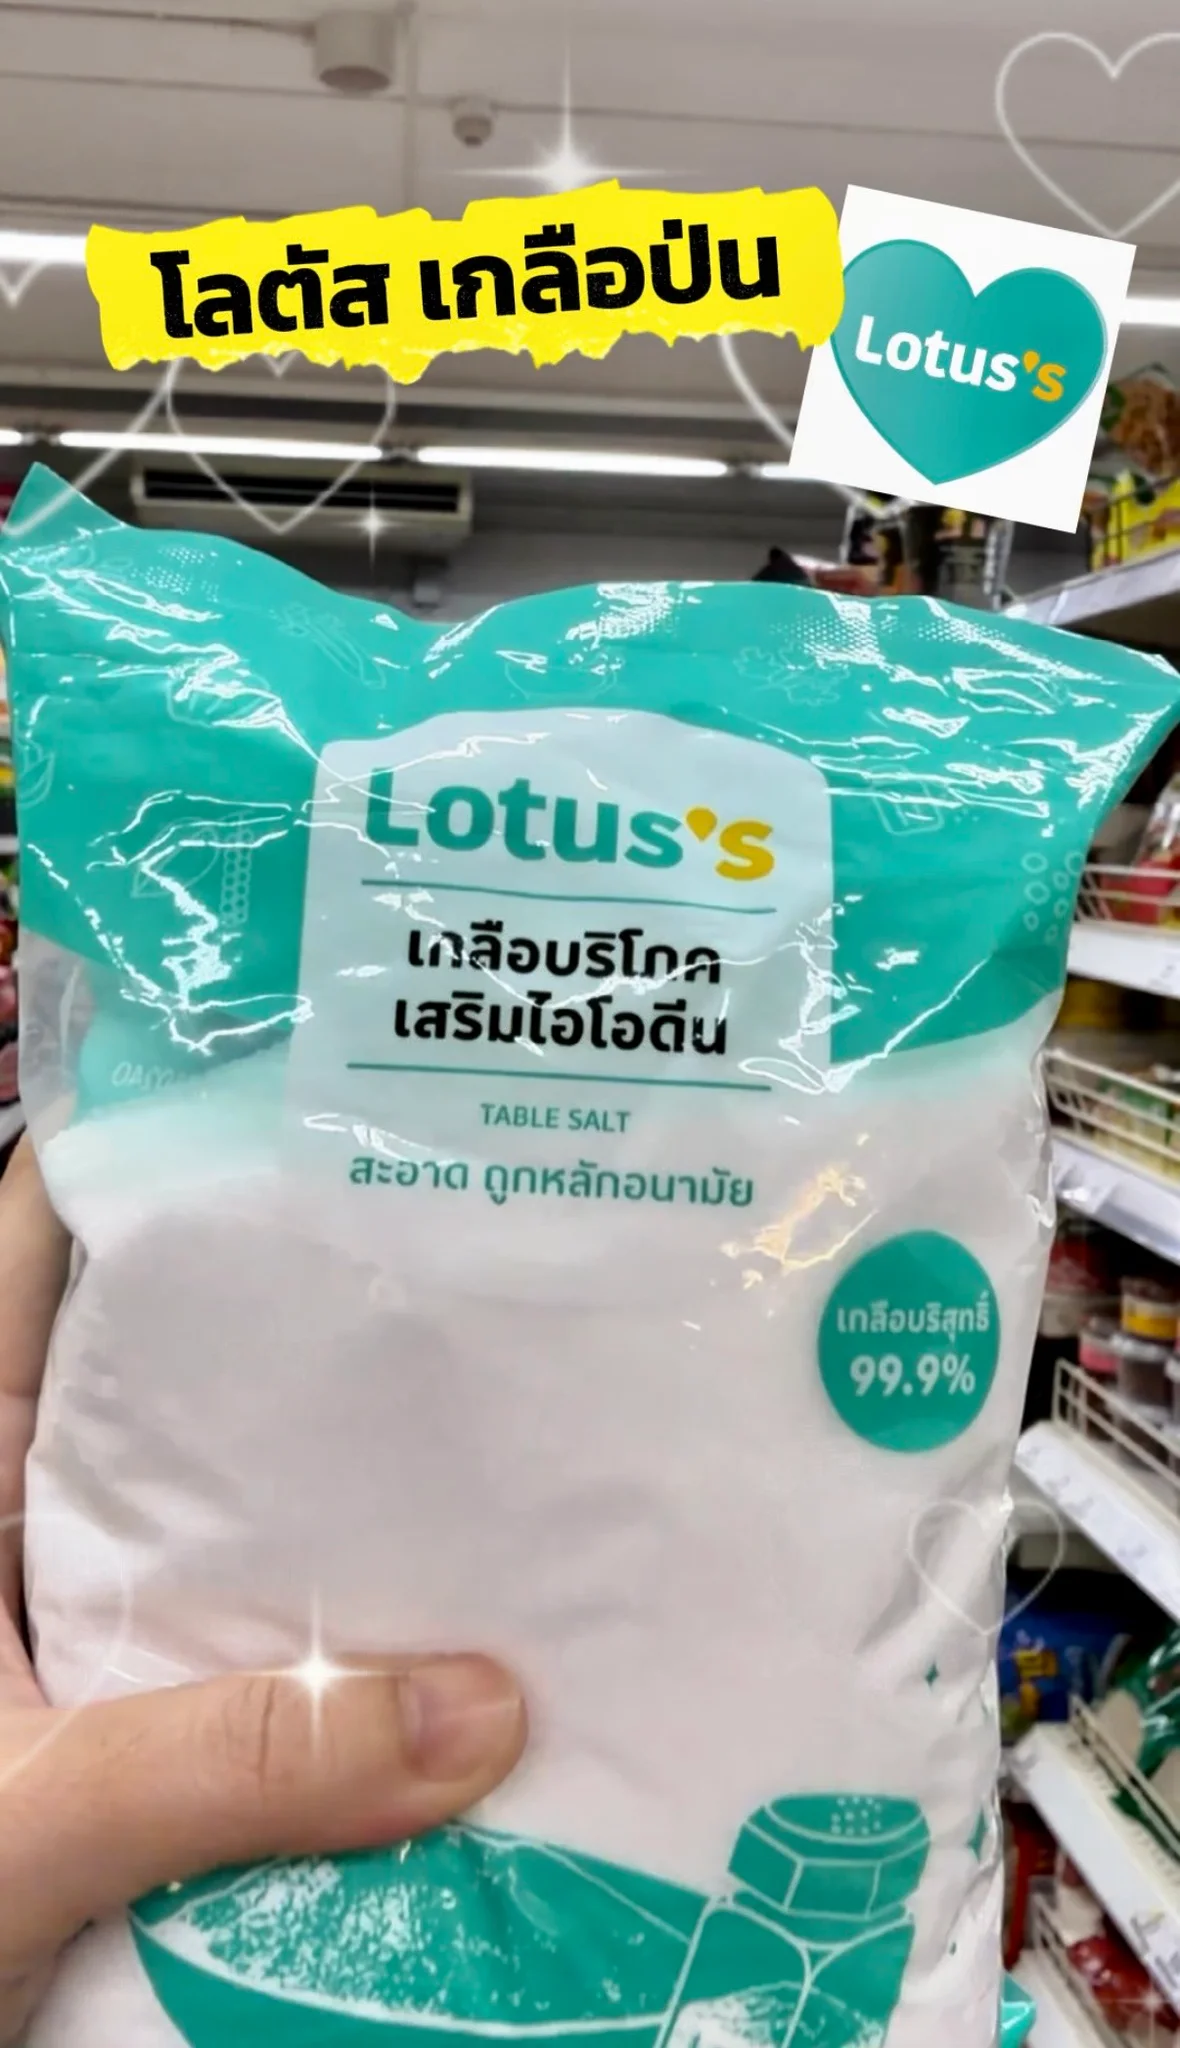 โลตัส เกลือป่น
Lotus's
Lotus's
เกลือบริโภค
เสริมไอโอดีน
TABLE SALT
สะอาด ถูกหลักอนามัย
เกลือบริสุทธิ์
99.9%